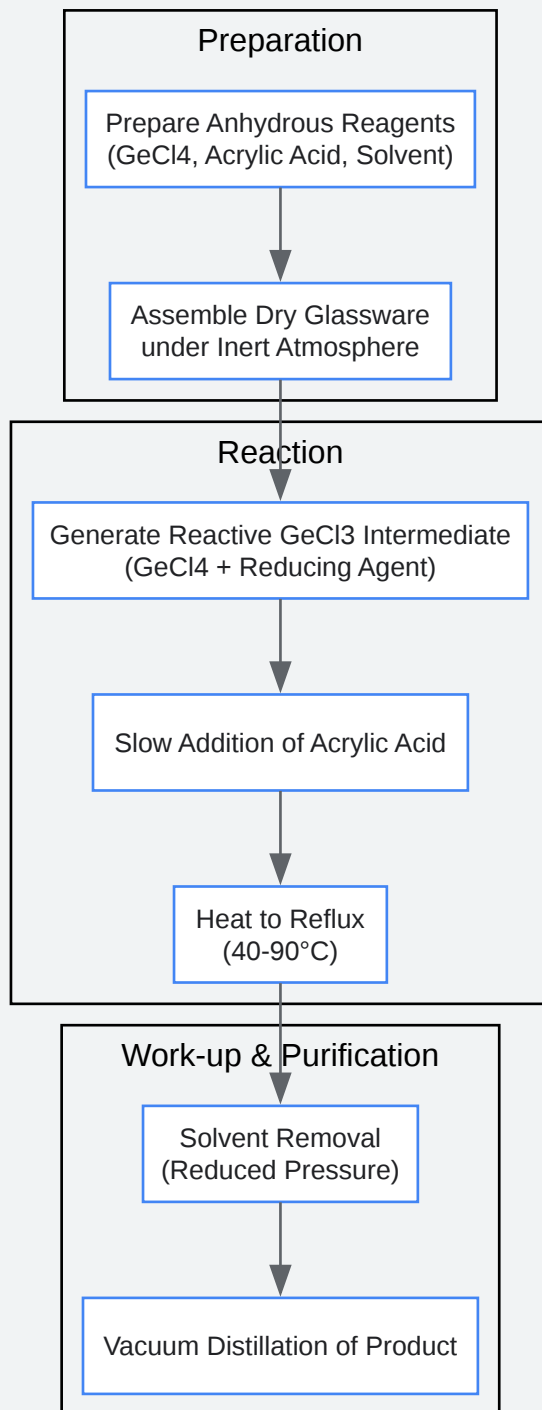 Preparation
Prepare Anhydrous Reagents
(GeCl4, Acrylic Acid, Solvent)
Assemble Dry Glassware
under Inert Atmosphere
Reaction
Generate Reactive GeCl3 Intermediate
(GeCl4 + Reducing Agent)
Slow Addition of Acrylic Acid
Heat to Reflux
(40-90°C)
Work-up & Purification
Solvent Removal
(Reduced Pressure)
Vacuum Distillation of Product